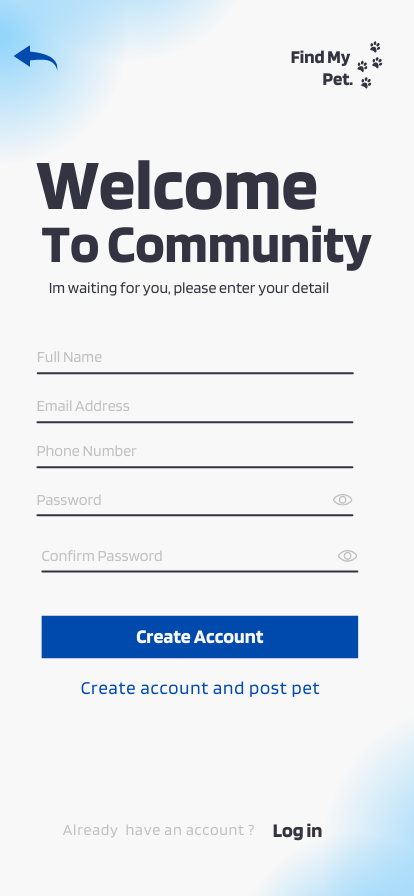 Find My
Pet.
Welcome
To Community
Im waiting for you, please enter your detail
Full Name
Email Address
Phone Number
Password
Confirm Password
Create Account
Create account and post pet
Already have an account ? Log in